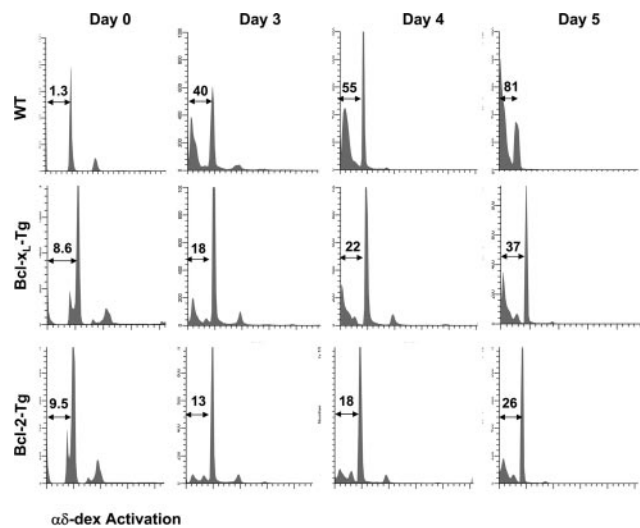 Day 0 Day 3 Day 4 Day 5
WT 1.3 40 55 81
Bcl-xL-Tg 8.6 18 22 37
Bcl-2-Tg 9.5 13 18 26
αδ-dex Activation